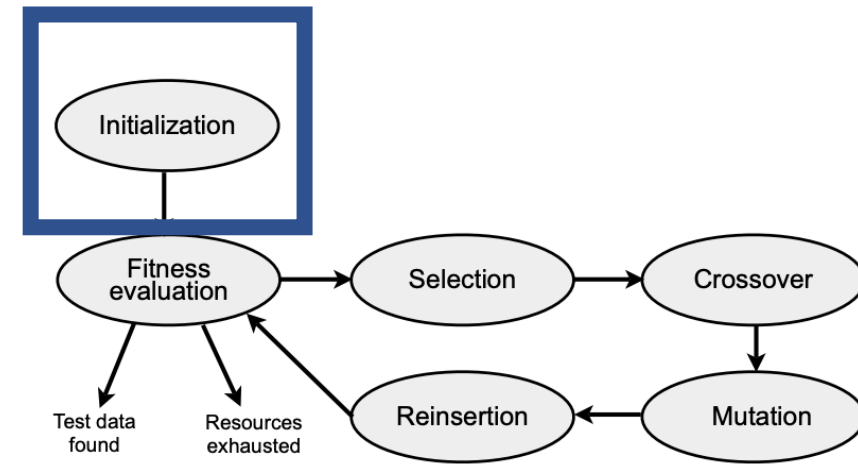 Initialization
Fitness
evaluation
Selection
Crossover
Test data
found
Resources
exhausted
Reinsertion
Mutation